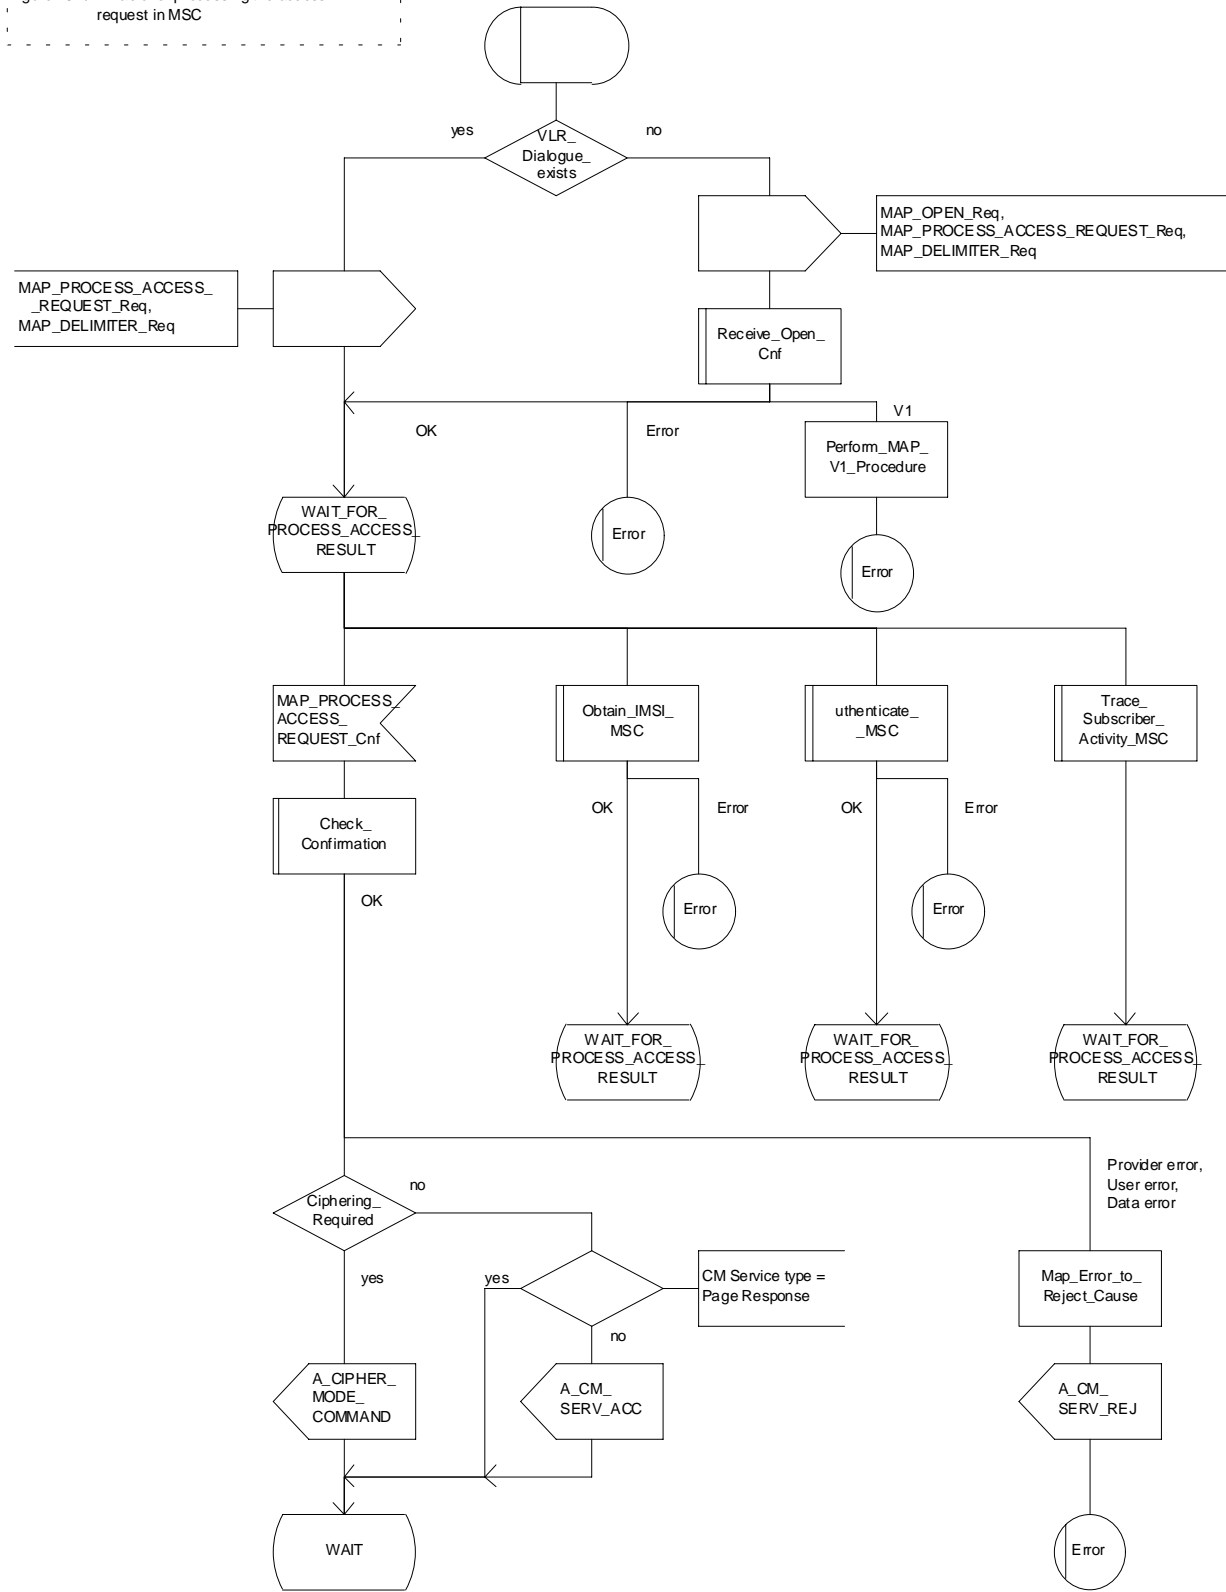 request in MSC
yes
no
VLR_
Dialogue_
exists
MAP_OPEN_Req,
MAP_PROCESS_ACCESS_REQUEST_Req,
MAP_DELIMITER_Req
MAP_PROCESS_ACCESS_
_REQUEST_Req,
MAP_DELIMITER_Req
Receive_Open_
Cnf
OK
Error
V1
Perform_MAP_
V1_Procedure
WAIT_FOR_
PROCESS_ACCESS_
RESULT
Error
Error
MAP_PROCESS_
ACCESS_
REQUEST_Cnf
Obtain_IMSI_
MSC
uthenticate_
_MSC
Trace_
Subscriber_
Activity_MSC
OK
Error
OK
Error
Check_
Confirmation
OK
Error
Error
WAIT_FOR_
PROCESS_ACCESS_
RESULT
WAIT_FOR_
PROCESS_ACCESS_
RESULT
WAIT_FOR_
PROCESS_ACCESS_
RESULT
Provider error,
User error,
Data error
Ciphering_
Required
no
yes
yes
CM Service type =
Page Response
no
Map_Error_to_
Reject_Cause
A_CIPHER_
MODE_
COMMAND
A_CM_
SERV_ACC
A_CM_
SERV_REJ
WAIT
Error